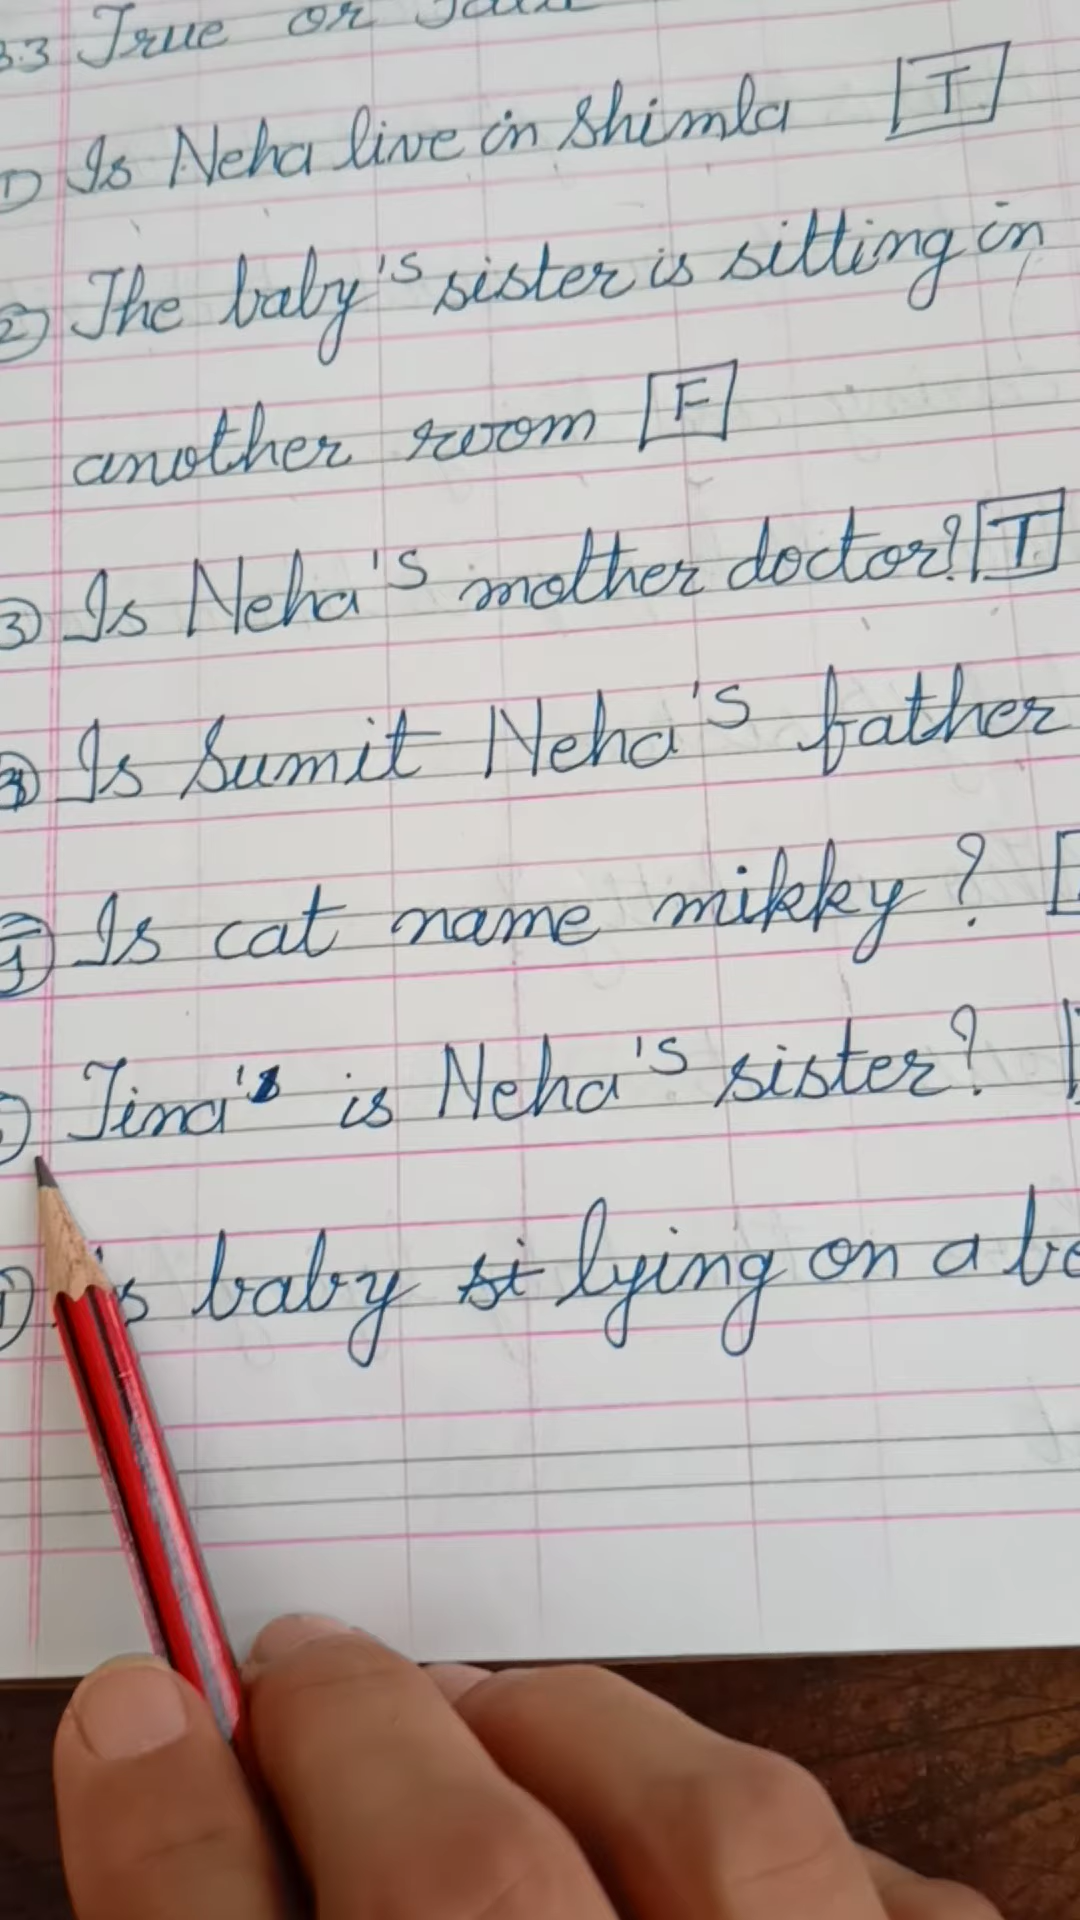 3.3 True or
1) Is Neha live in Shimla T
2) The baby's sister is sitting in
another room F
3) Is Neha's mother doctor? T
4) Is Sumit Neha's father
5) Is cat name mikky ?
Tina's is Neha's sister?
baby lying on a